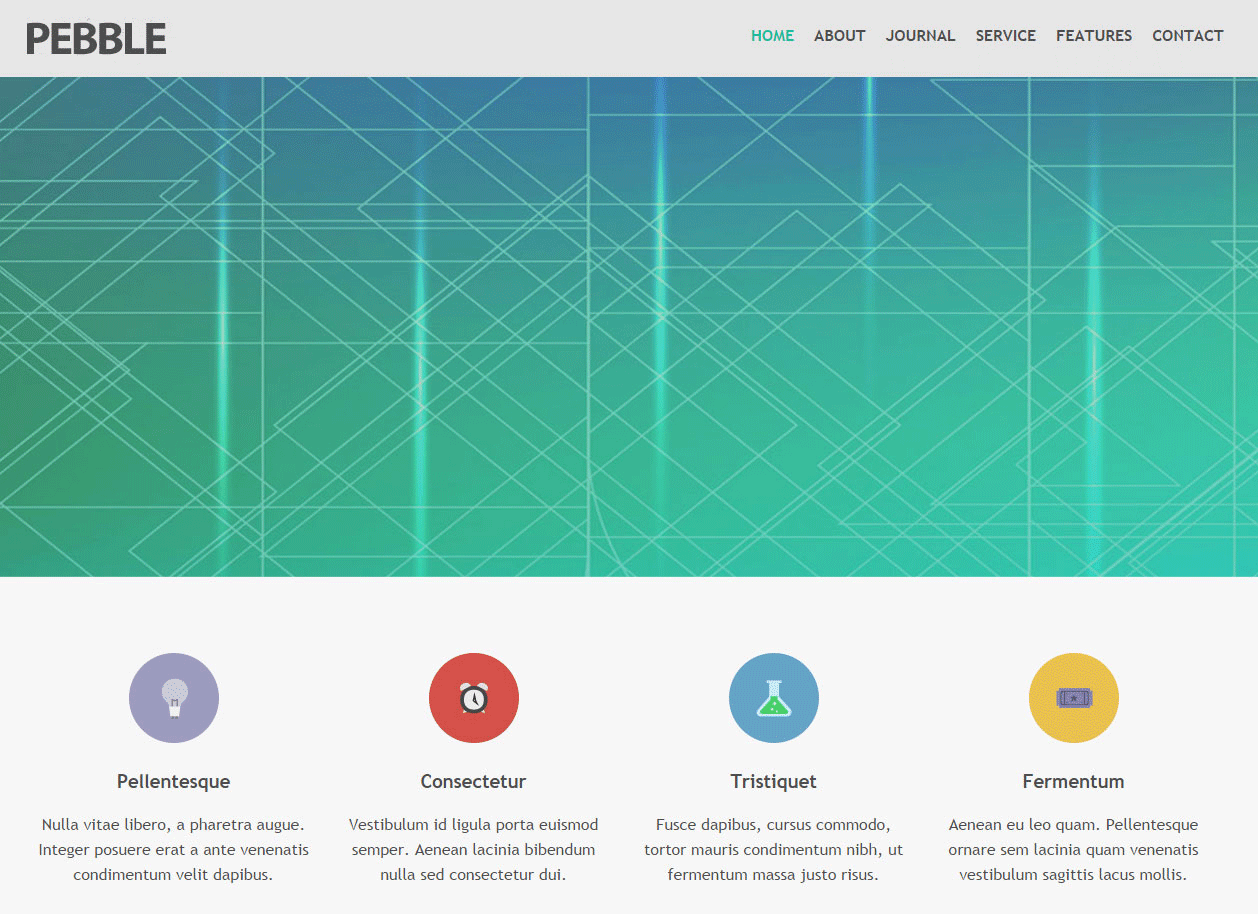 PEBBLE
HOME ABOUT JOURNAL SERVICE FEATURES CONTACT
Pellentesque
Nulla vitae libero, a pharetra augue.
Integer posuere erat a ante venenatis
condimentum velit dapibus.
Consectetur
Vestibulum id ligula porta euismod
semper. Aenean lacinia bibendum
nulla sed consectetur dui.
Tristiquet
Fusce dapibus, cursus commodo,
tortor mauris condimentum nibh, ut
fermentum massa justo risus.
Fermentum
Aenean eu leo quam. Pellentesque
ornare sem lacinia quam venenatis
vestibulum sagittis lacus mollis.